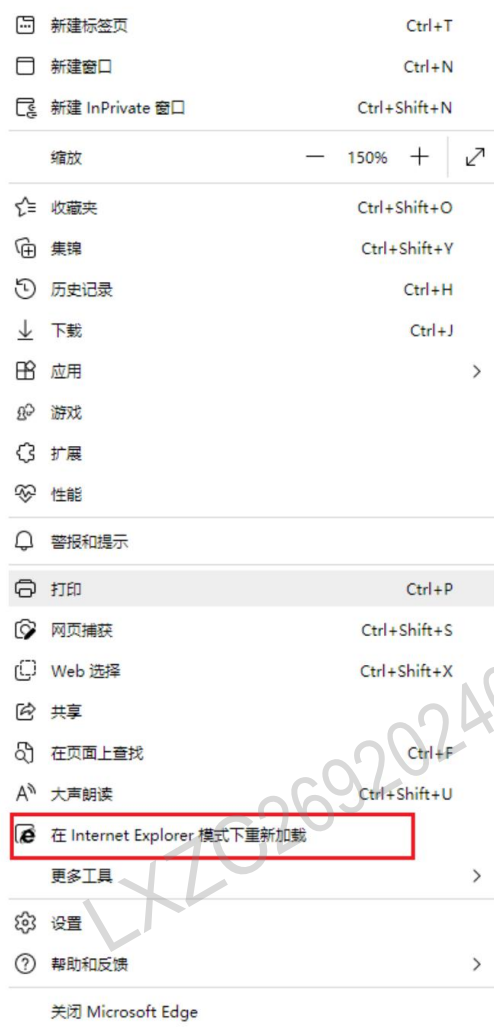 新建标签页 Ctrl+T
新建窗口 Ctrl+N
新建 InPrivate 窗口 Ctrl+Shift+N
缩放 — 150% +
收藏夹 Ctrl+Shift+O
集锦 Ctrl+Shift+Y
历史记录 Ctrl+H
下载 Ctrl+J
应用
游戏
扩展
性能
警报和提示
打印 Ctrl+P
网页捕获 Ctrl+Shift+S
Web 选择 Ctrl+Shift+X
共享
在页面上查找 Ctrl+F
大声朗读 Ctrl+Shift+U
在 Internet Explorer 模式下重新加载
更多工具
设置
帮助和反馈
关闭 Microsoft Edge
LXZC26920240